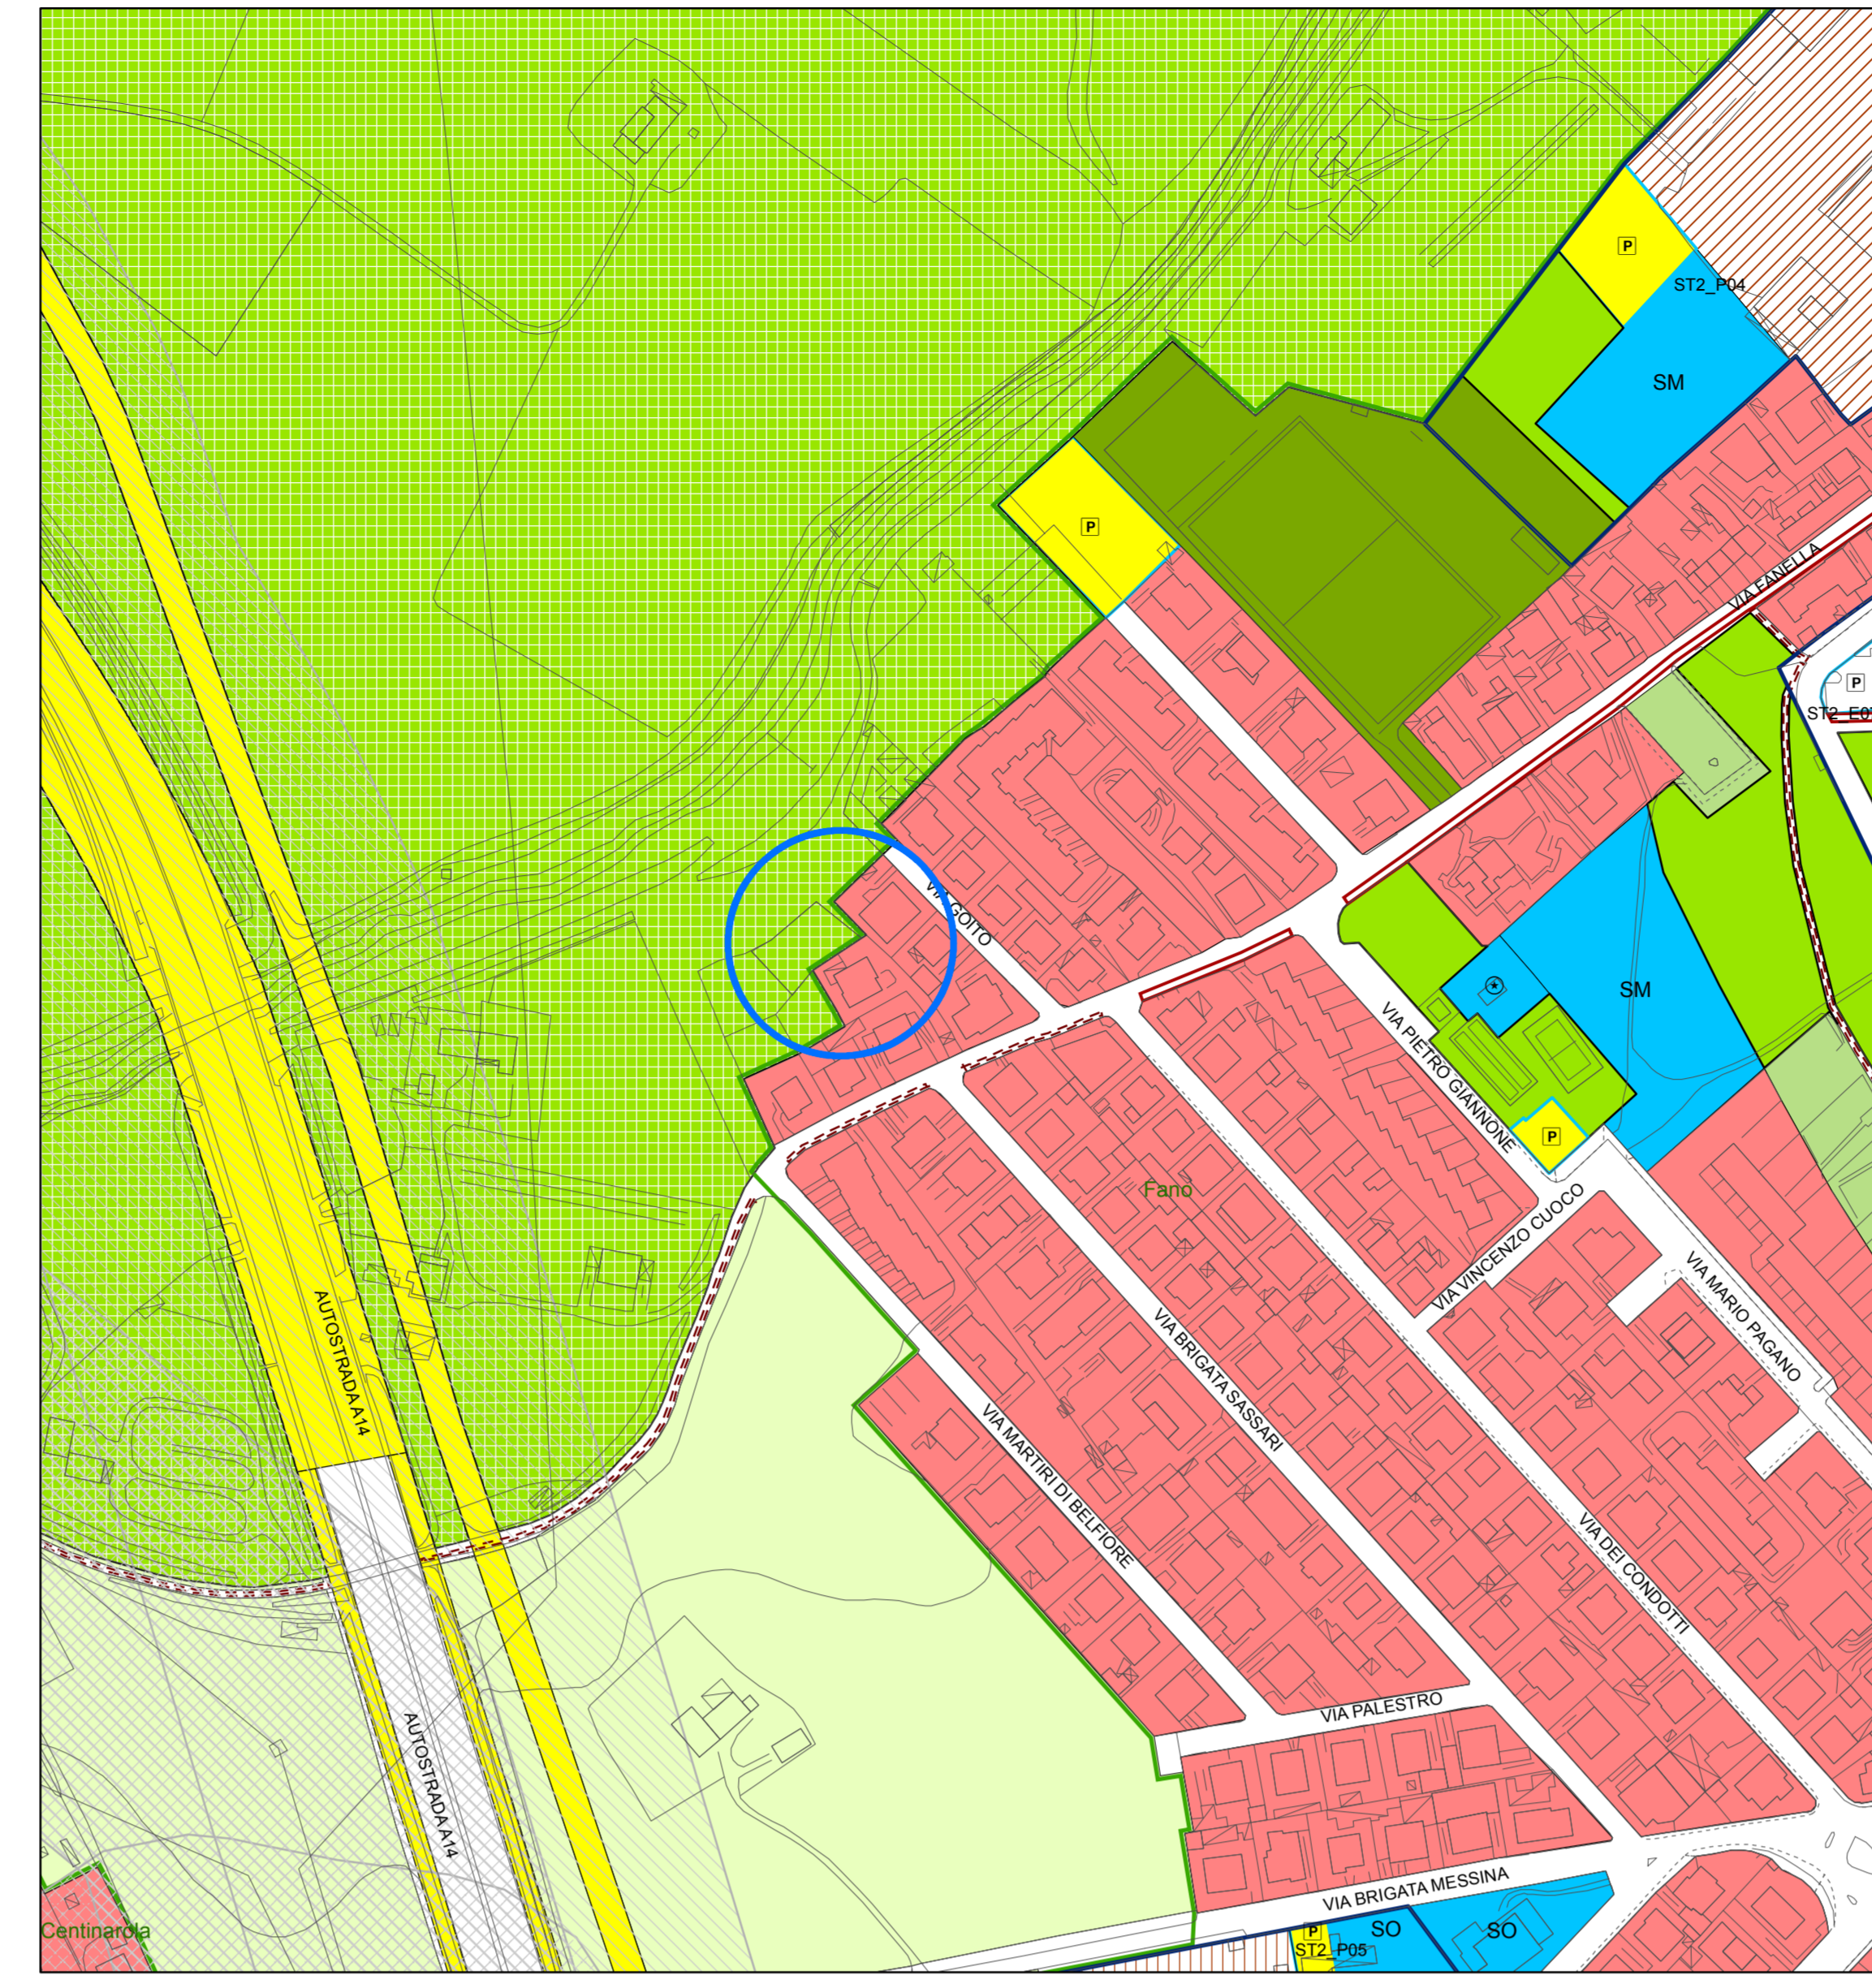 P
ST2_P04
SM
P
VIA FANELLA
P
VIA GOITO
SM
VIA PIETRO GIANNONE
P
Fano
VIA VINCENZO CUOCO
VIA MARIO PAGANO
AUTOSTRADA A14
VIA BRIGATA SASSARI
VIA MARTIRI DI BELFIORE
VIA DEI CONDOTTI
VIA PALESTRO
AUTOSTRADA A14
VIA BRIGATA MESSINA
Centinarola
P
SO
SO
ST2_P05